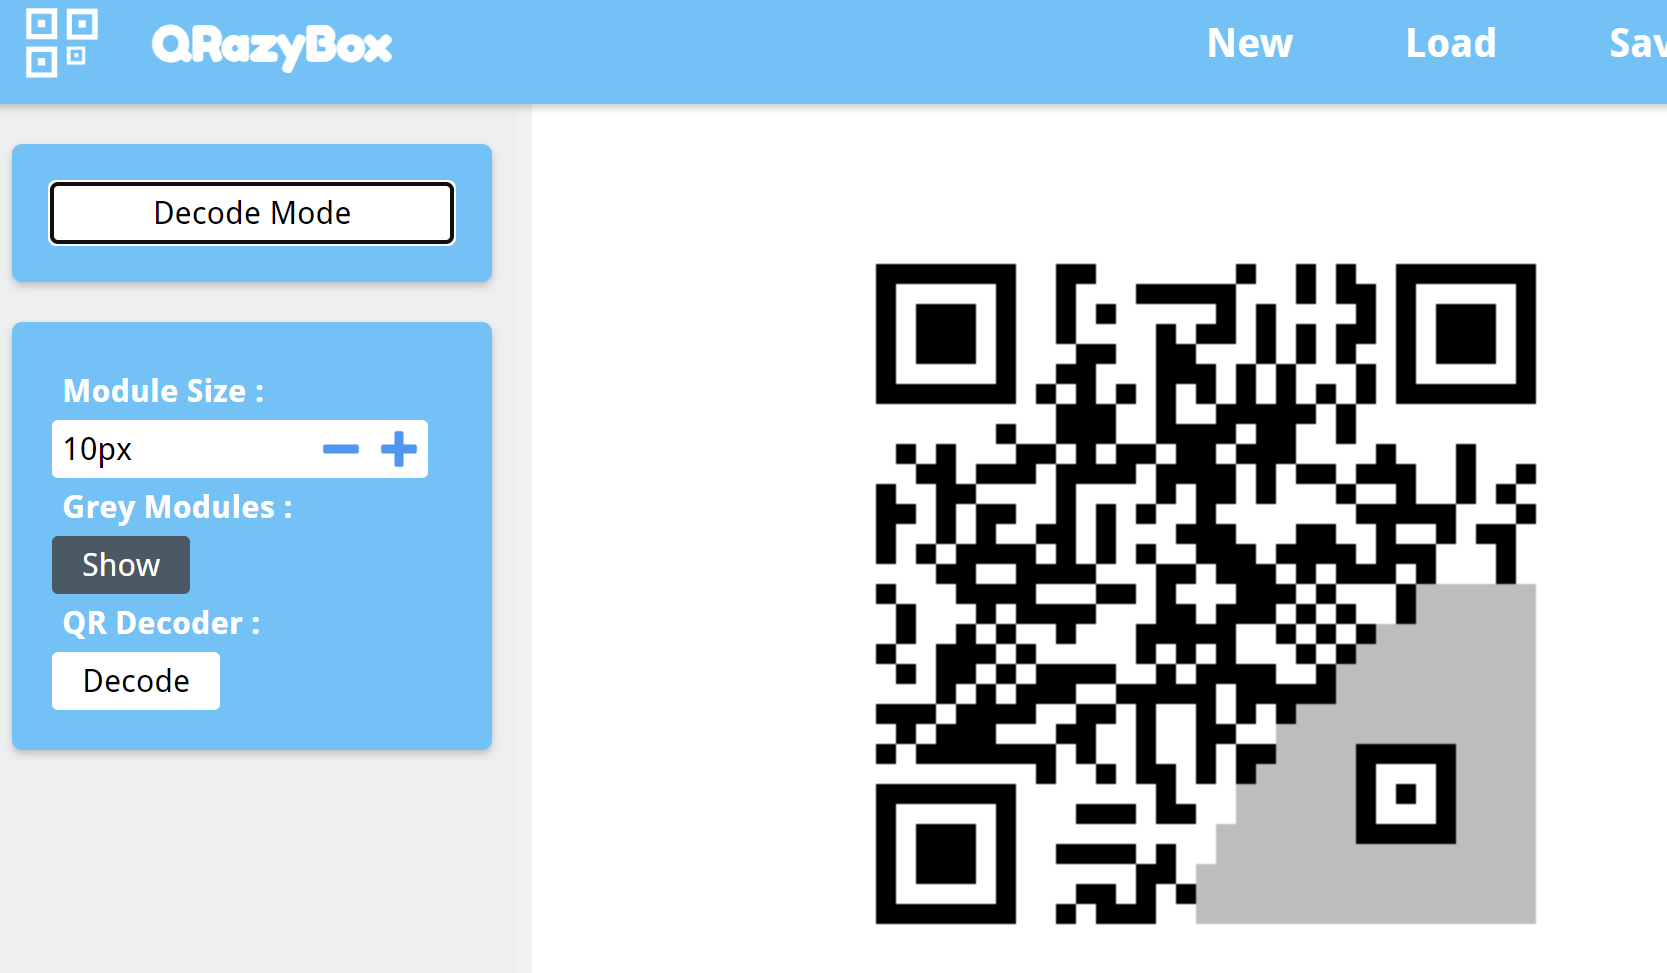 QRazyBox
New
Load
Sav
Decode Mode
Module Size :
10px
Grey Modules :
Show
QR Decoder :
Decode